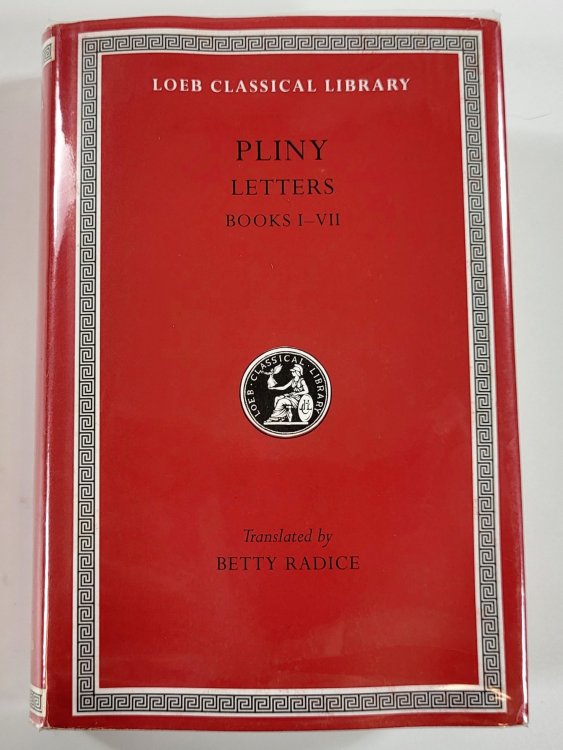 LOEB CLASSICAL LIBRARY
PLINY
LETTERS
BOOKS I–VII
LOEB · CLASSICAL · LIBRARY
Translated by
BETTY RADICE